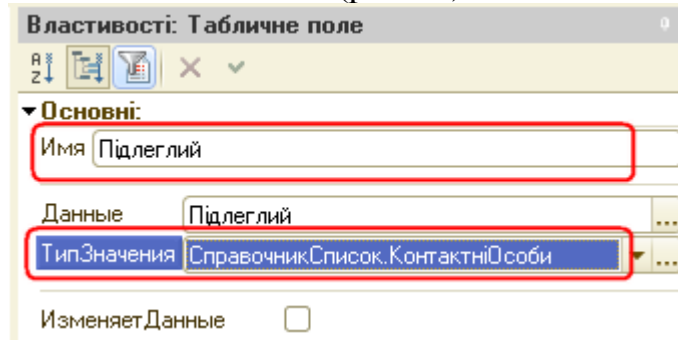 Властивості: Табличне поле
Основні:
Имя Підлеглий
Данные Підлеглий ...
ТипЗначения СправочникСписок.КонтактніОсоби ...
ИзменяетДанные